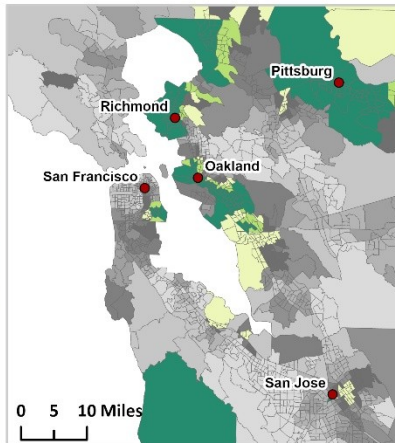 Pittsburg
Richmond
Oakland
San Francisco
San Jose
0 5 10 Miles